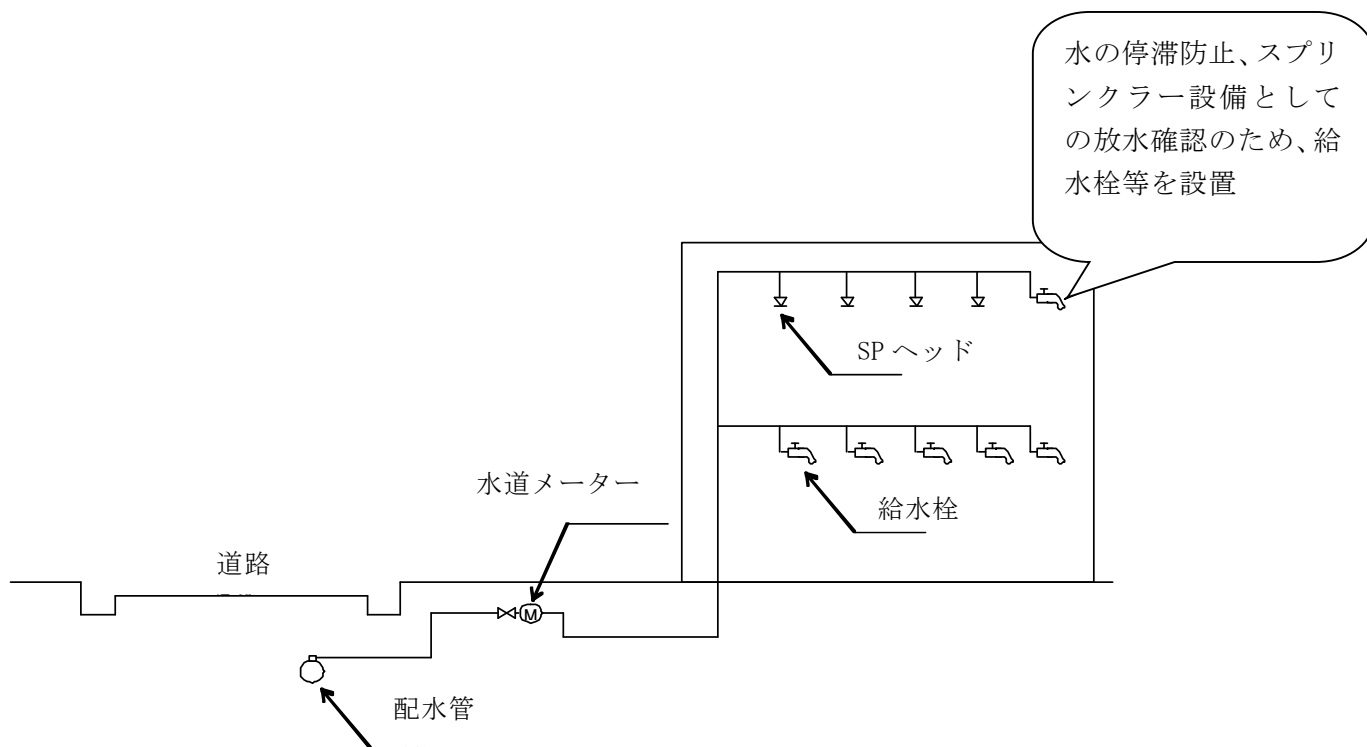 水の停滞防止、スプリ
ンクラー設備として
の放水確認のため、給
水栓等を設置
SP ヘッド
水道メーター
給水栓
道路
M
配水管